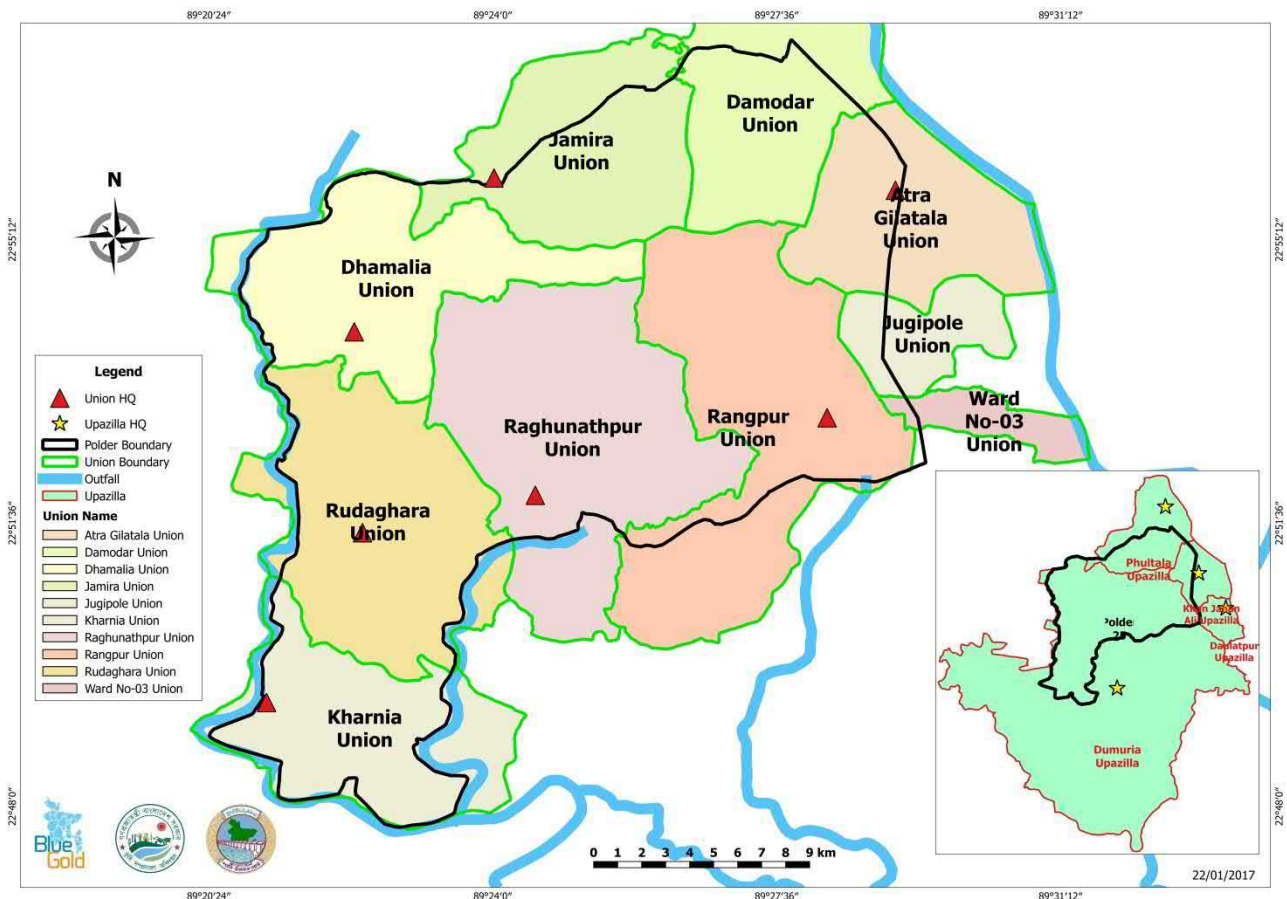 89°20'24"
89°24'0"
89°27'36"
89°31'12"
22°55'12"
22°51'36"
22°48'0"
N
Damodar
Union
Jamira
Union
Atra
Gilatala
Union
Dhamalia
Union
Jugipole
Union
Ward
No-03
Union
Raghunathpur
Union
Rangpur
Union
Rudaghara
Union
Kharnia
Union
Legend
Union HQ
Upazilla HQ
Polder Boundary
Union Boundary
Outfall
Upazilla
Union Name
Atra Gilatala Union
Damodar Union
Dhamalia Union
Jamira Union
Jugipole Union
Kharnia Union
Raghunathpur Union
Rangpur Union
Rudaghara Union
Ward No-03 Union
Phultala
Upazilla
Ali Upazilla
Daulatpur
Upazilla
Dumuria
Upazilla
Blue
Gold
0 1 2 3 4 5 6 7 8 9 km
22/01/2017
22°55'12"
22°51'36"
22°48'0"
89°20'24"
89°24'0"
89°27'36"
89°31'12"